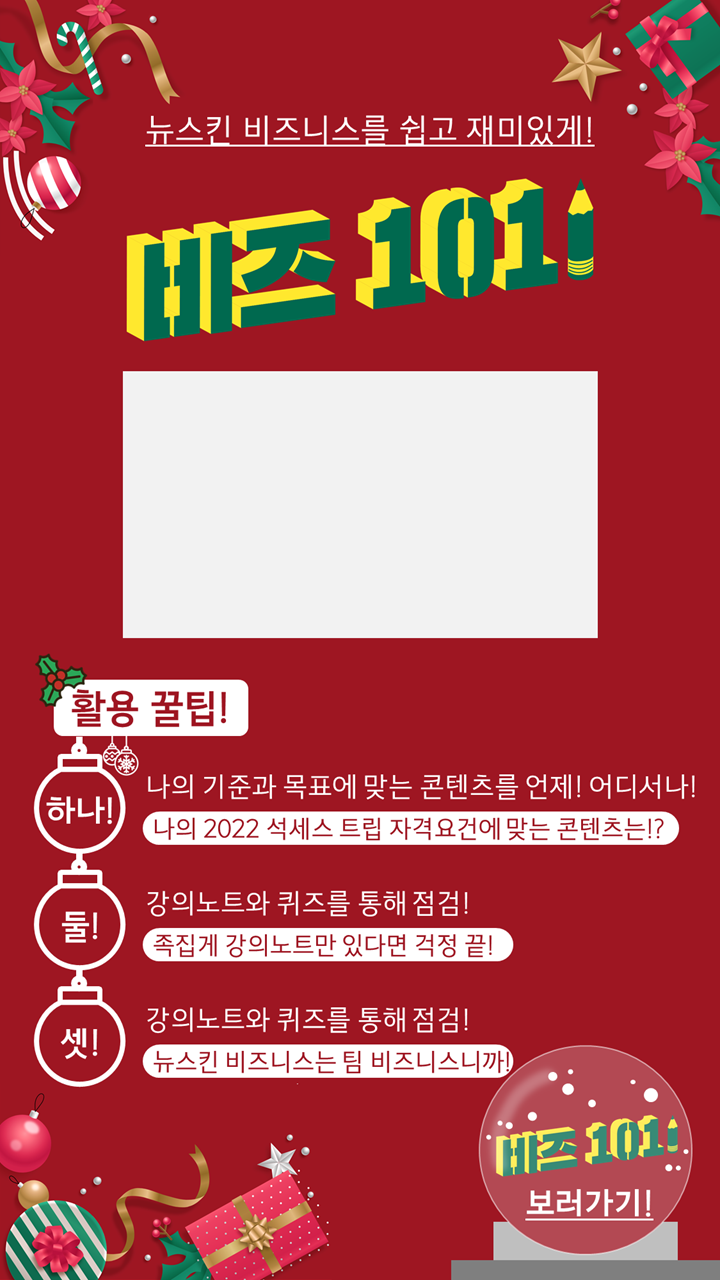 뉴스킨 비즈니스를 쉽고 재미있게!
비즈 101
활용 꿀팁!
하나!
나의 기준과 목표에 맞는 콘텐츠를 언제! 어디서나!
나의 2022 석세스 트립 자격요건에 맞는 콘텐츠는!?
둘!
강의노트와 퀴즈를 통해 점검!
족집게 강의노트만 있다면 걱정 끝!
셋!
강의노트와 퀴즈를 통해 점검!
뉴스킨 비즈니스는 팀 비즈니스니까!
비즈 101
보러가기!